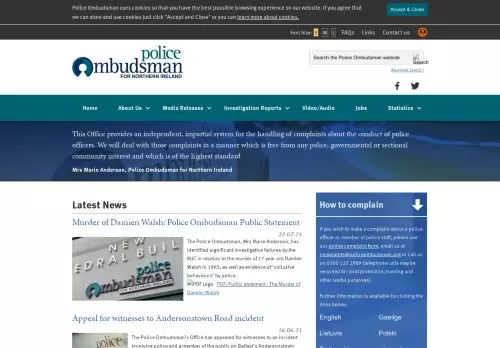 Police Ombudsman uses cookies so that you have the best possible browsing experience on our website. If you agree that
we can store and use cookies just click "Accept and Close" or you can learn more about cookies.
Accept & Close
Font Size: S M L FAQs Links Contact Us
police
Ombudsman
FOR NORTHERN IRELAND
Search the Police Ombudsman website
Search
Advanced Search
Home About Us Media Releases Investigation Reports Video/Audio Jobs Statistics
This Office provides an independent, impartial system for the handling of complaints about the conduct of police
officers. We will deal with those complaints in a manner which is free from any police, governmental or sectional
community interest and which is of the highest standard.
Mrs Marie Anderson, Police Ombudsman for Northern Ireland
Latest News
Murder of Damien Walsh: Police Ombudsman Public Statement
22.07.21
The Police Ombudsman, Mrs Marie Anderson, has
identified significant investigative failures by the
RUC in relation to the murder of 17 year old Damien
Walsh in 1993, as well as evidence of 'collusive
behaviours' by police.
PDF Logo PDF: Public statement: The Murder of
Damien Walsh
NEW
police
Ombudsman
Appeal for witnesses to Andersonstown Road incident
16.06.21
The Police Ombudsman's Office has appealed for witnesses to an
incident involving police and a member of the public on Belfast's Andersonstown
How to complain
If you wish to make a complaint about a police
officer or member of police staff, please use
our online complaint form, email us at
complaints@policeombudsman.org or call us
on 0300 123 2989 (telephone calls may be
recorded for joint protection, training and
other lawful purposes).
Further information is available by clicking the
links below:
English Gaeilge
Lietuvis Polski